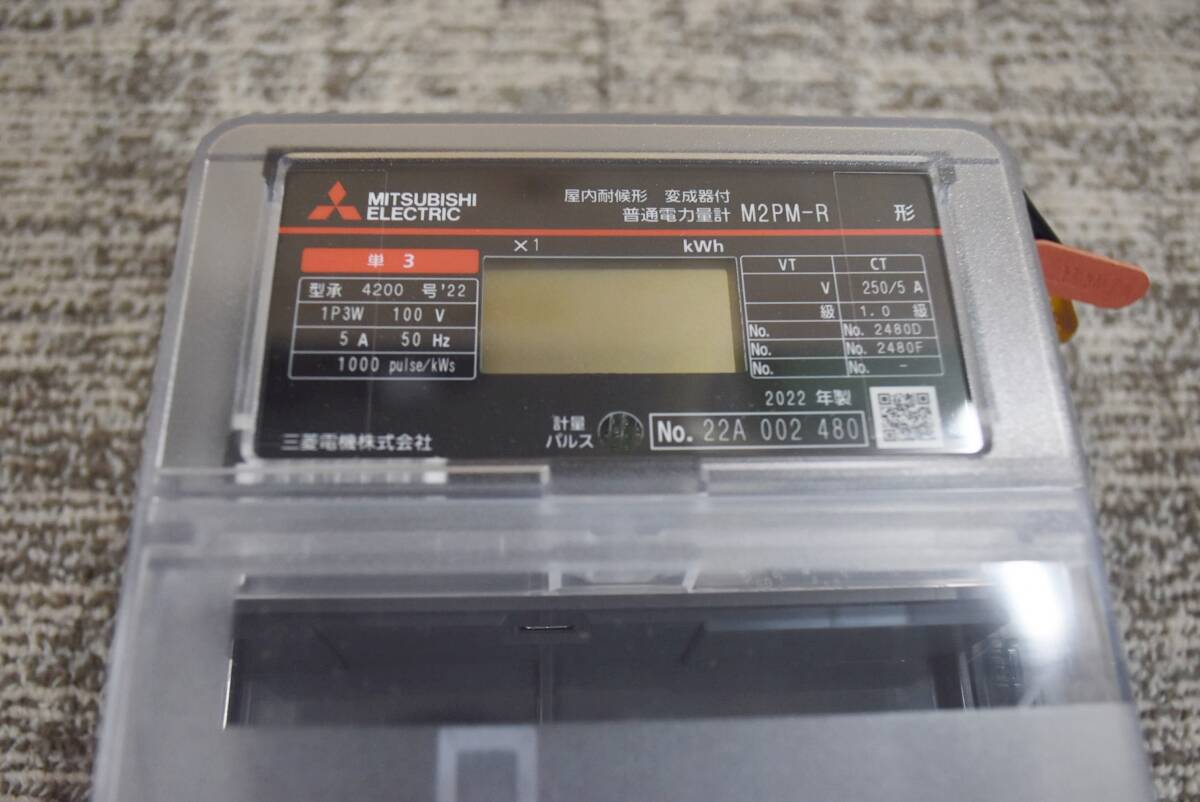 MITSUBISHI
ELECTRIC
屋内耐候形 変成器付
普通電力量計 M2PM-R 形
×1 kWh
単 3
型承 4200 号'22
1P3W 100 V
5 A 50 Hz
1000 pulse/kWs
VT CT
V 250/5 A
級 1.0 級
No. No. 2480D
No. No. 2480F
No. No. -
2022 年製
計量
パルス
No. 22A 002 480
三菱電機株式会社